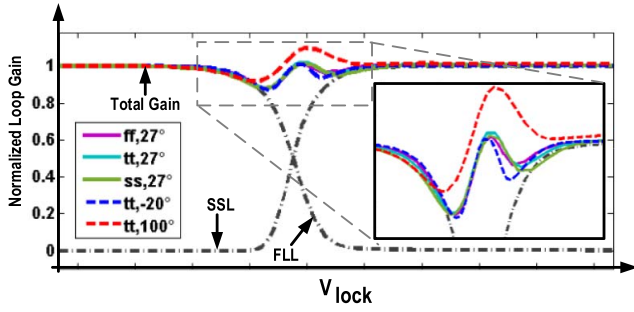 Normalized Loop Gain
1
0.8
0.6
0.4
0.2
0
Total Gain
ff,27°
tt,27°
ss,27°
tt,-20°
tt,100°
SSL
FLL
Vlock